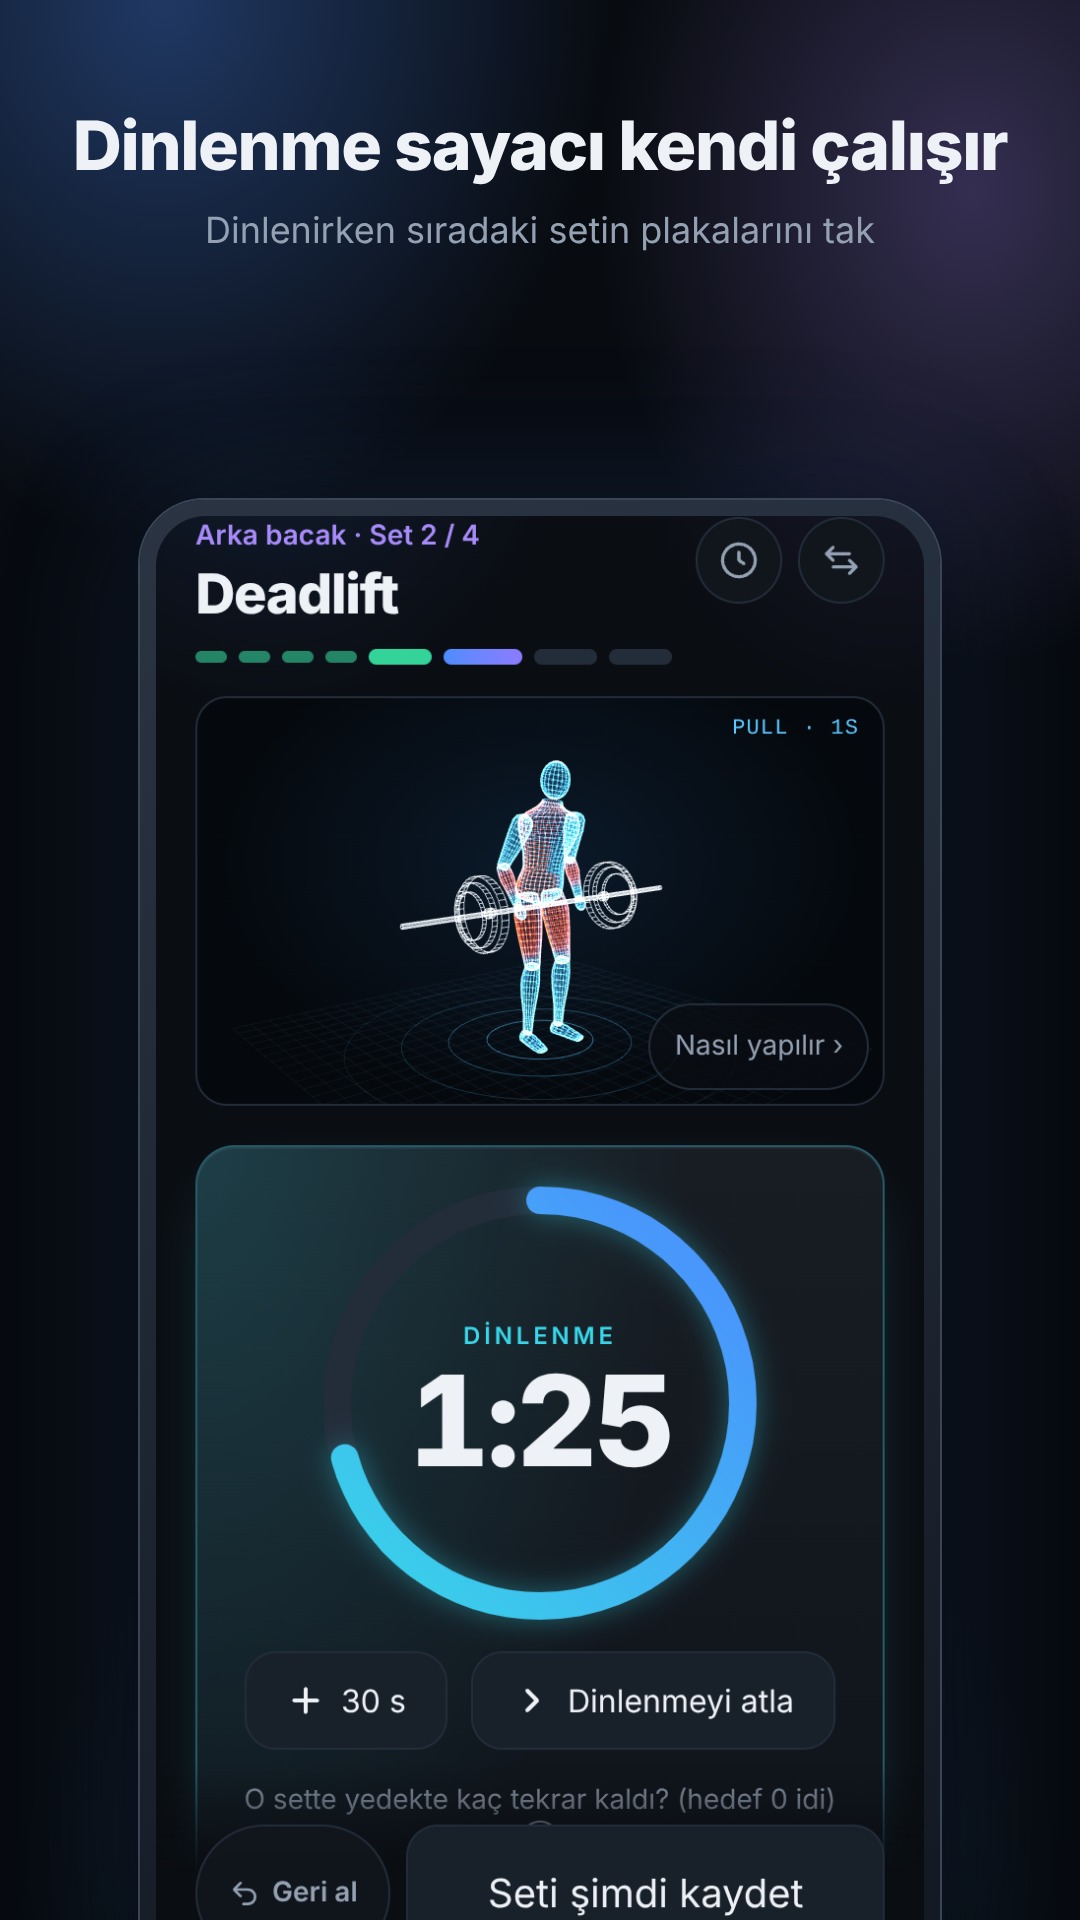 Dinlenme sayacı kendi çalışır
Dinlenirken sıradaki setin plakalarını tak
Arka bacak · Set 2 / 4
Deadlift
PULL · 1S
Nasıl yapılır ›
DİNLENME
1:25
+ 30 s
› Dinlenmeyi atla
O sette yedekte kaç tekrar kaldı? (hedef 0 idi)
Geri al
Seti şimdi kaydet